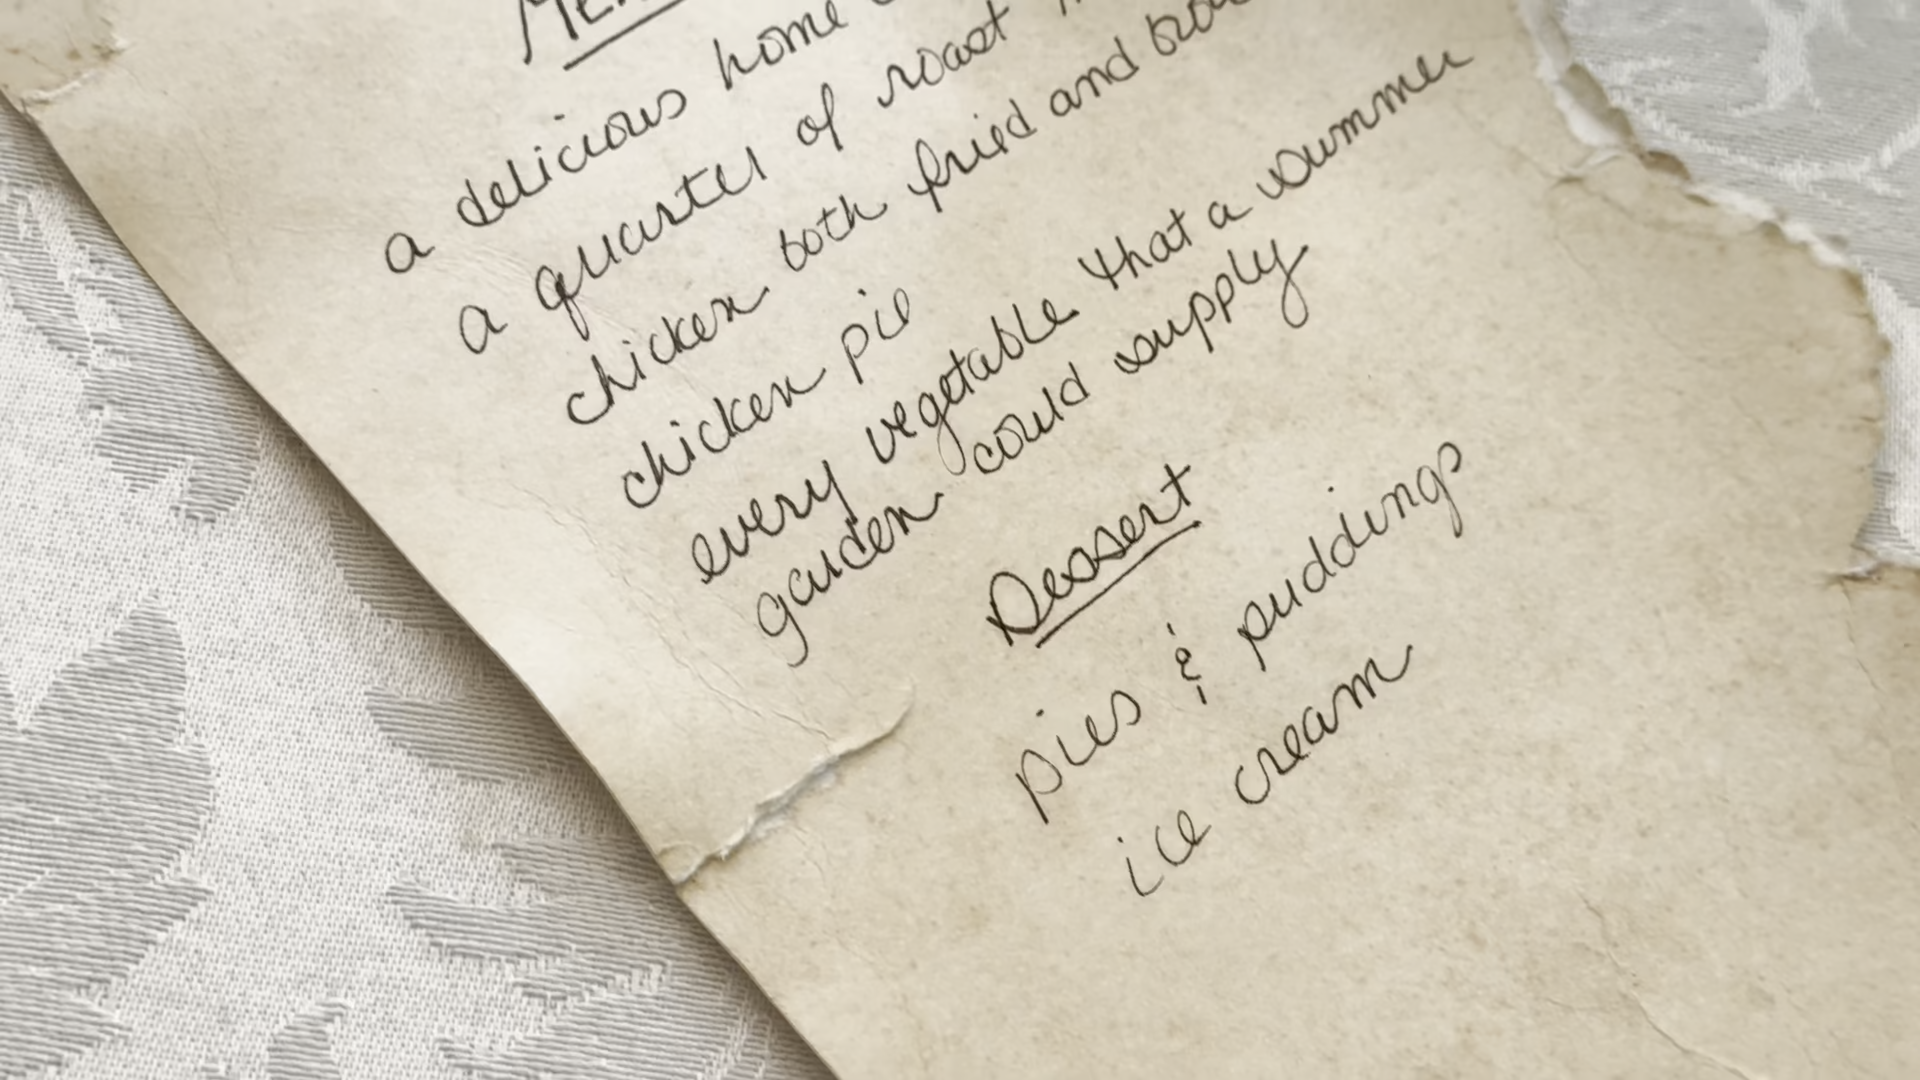 a delicious home
a quarter of roast
chicken both fried and
chicken pie
every vegetable that a summer
garden could supply
Dessert
pies & puddings
ice cream